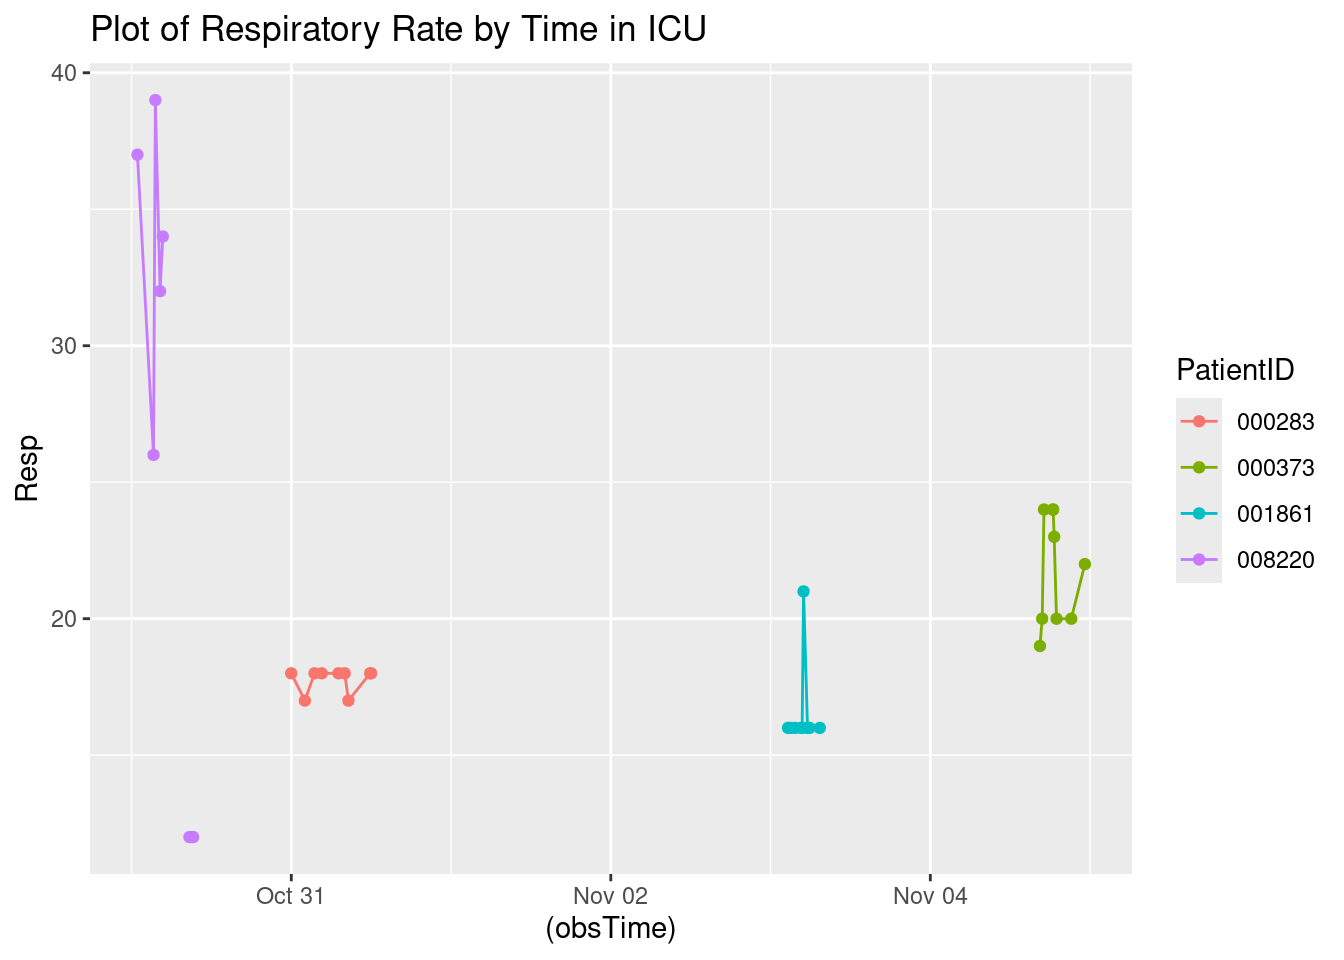 Plot of Respiratory Rate by Time in ICU
40
30
20
Resp
Oct 31
Nov 02
Nov 04
(obsTime)
PatientID
000283
000373
001861
008220